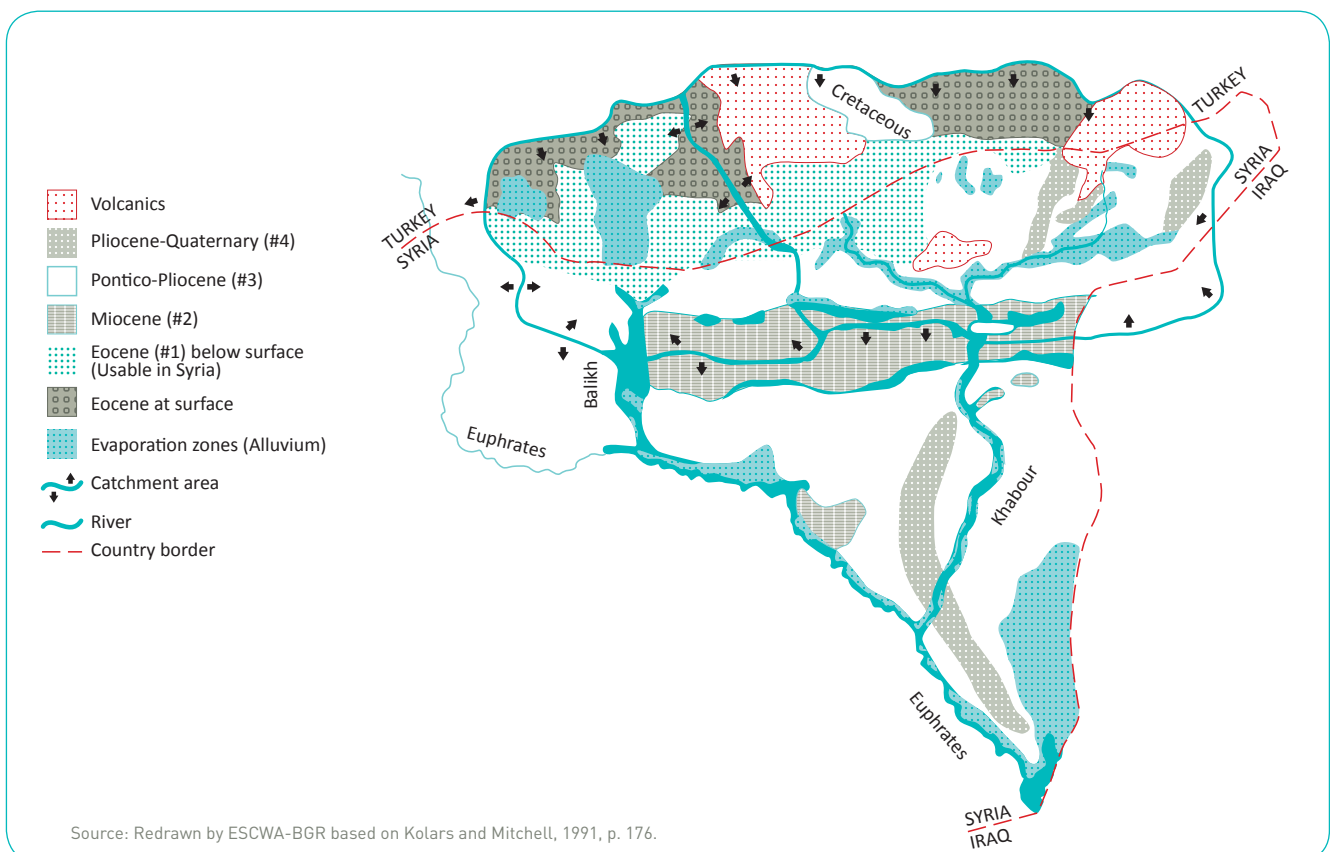 Volcanics
Pliocene-Quaternary (#4)
Pontico-Pliocene (#3)
Miocene (#2)
Eocene (#1) below surface
(Usable in Syria)
Eocene at surface
Evaporation zones (Alluvium)
Catchment area
River
Country border
Cretaceous
TURKEY
SYRIA
IRAQ
TURKEY
SYRIA
Balikh
Euphrates
Khabour
Euphrates
SYRIA
IRAQ
Source: Redrawn by ESCWA-BGR based on Kolars and Mitchell, 1991, p. 176.